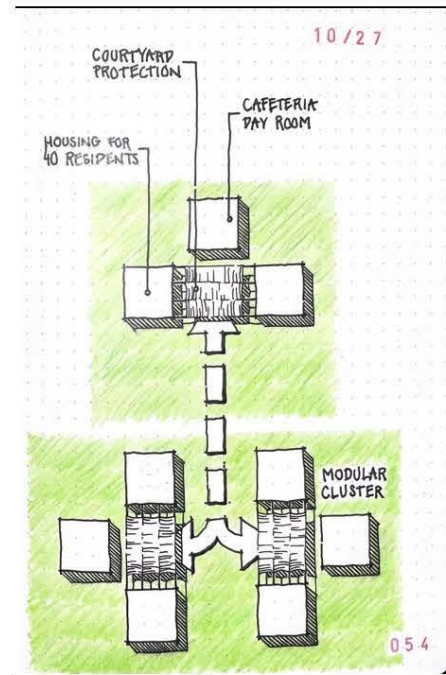 10/27
COURTYARD
PROTECTION
CAFETERIA
DAY ROOM
HOUSING FOR
40 RESIDENTS
MODULAR
CLUSTER
054